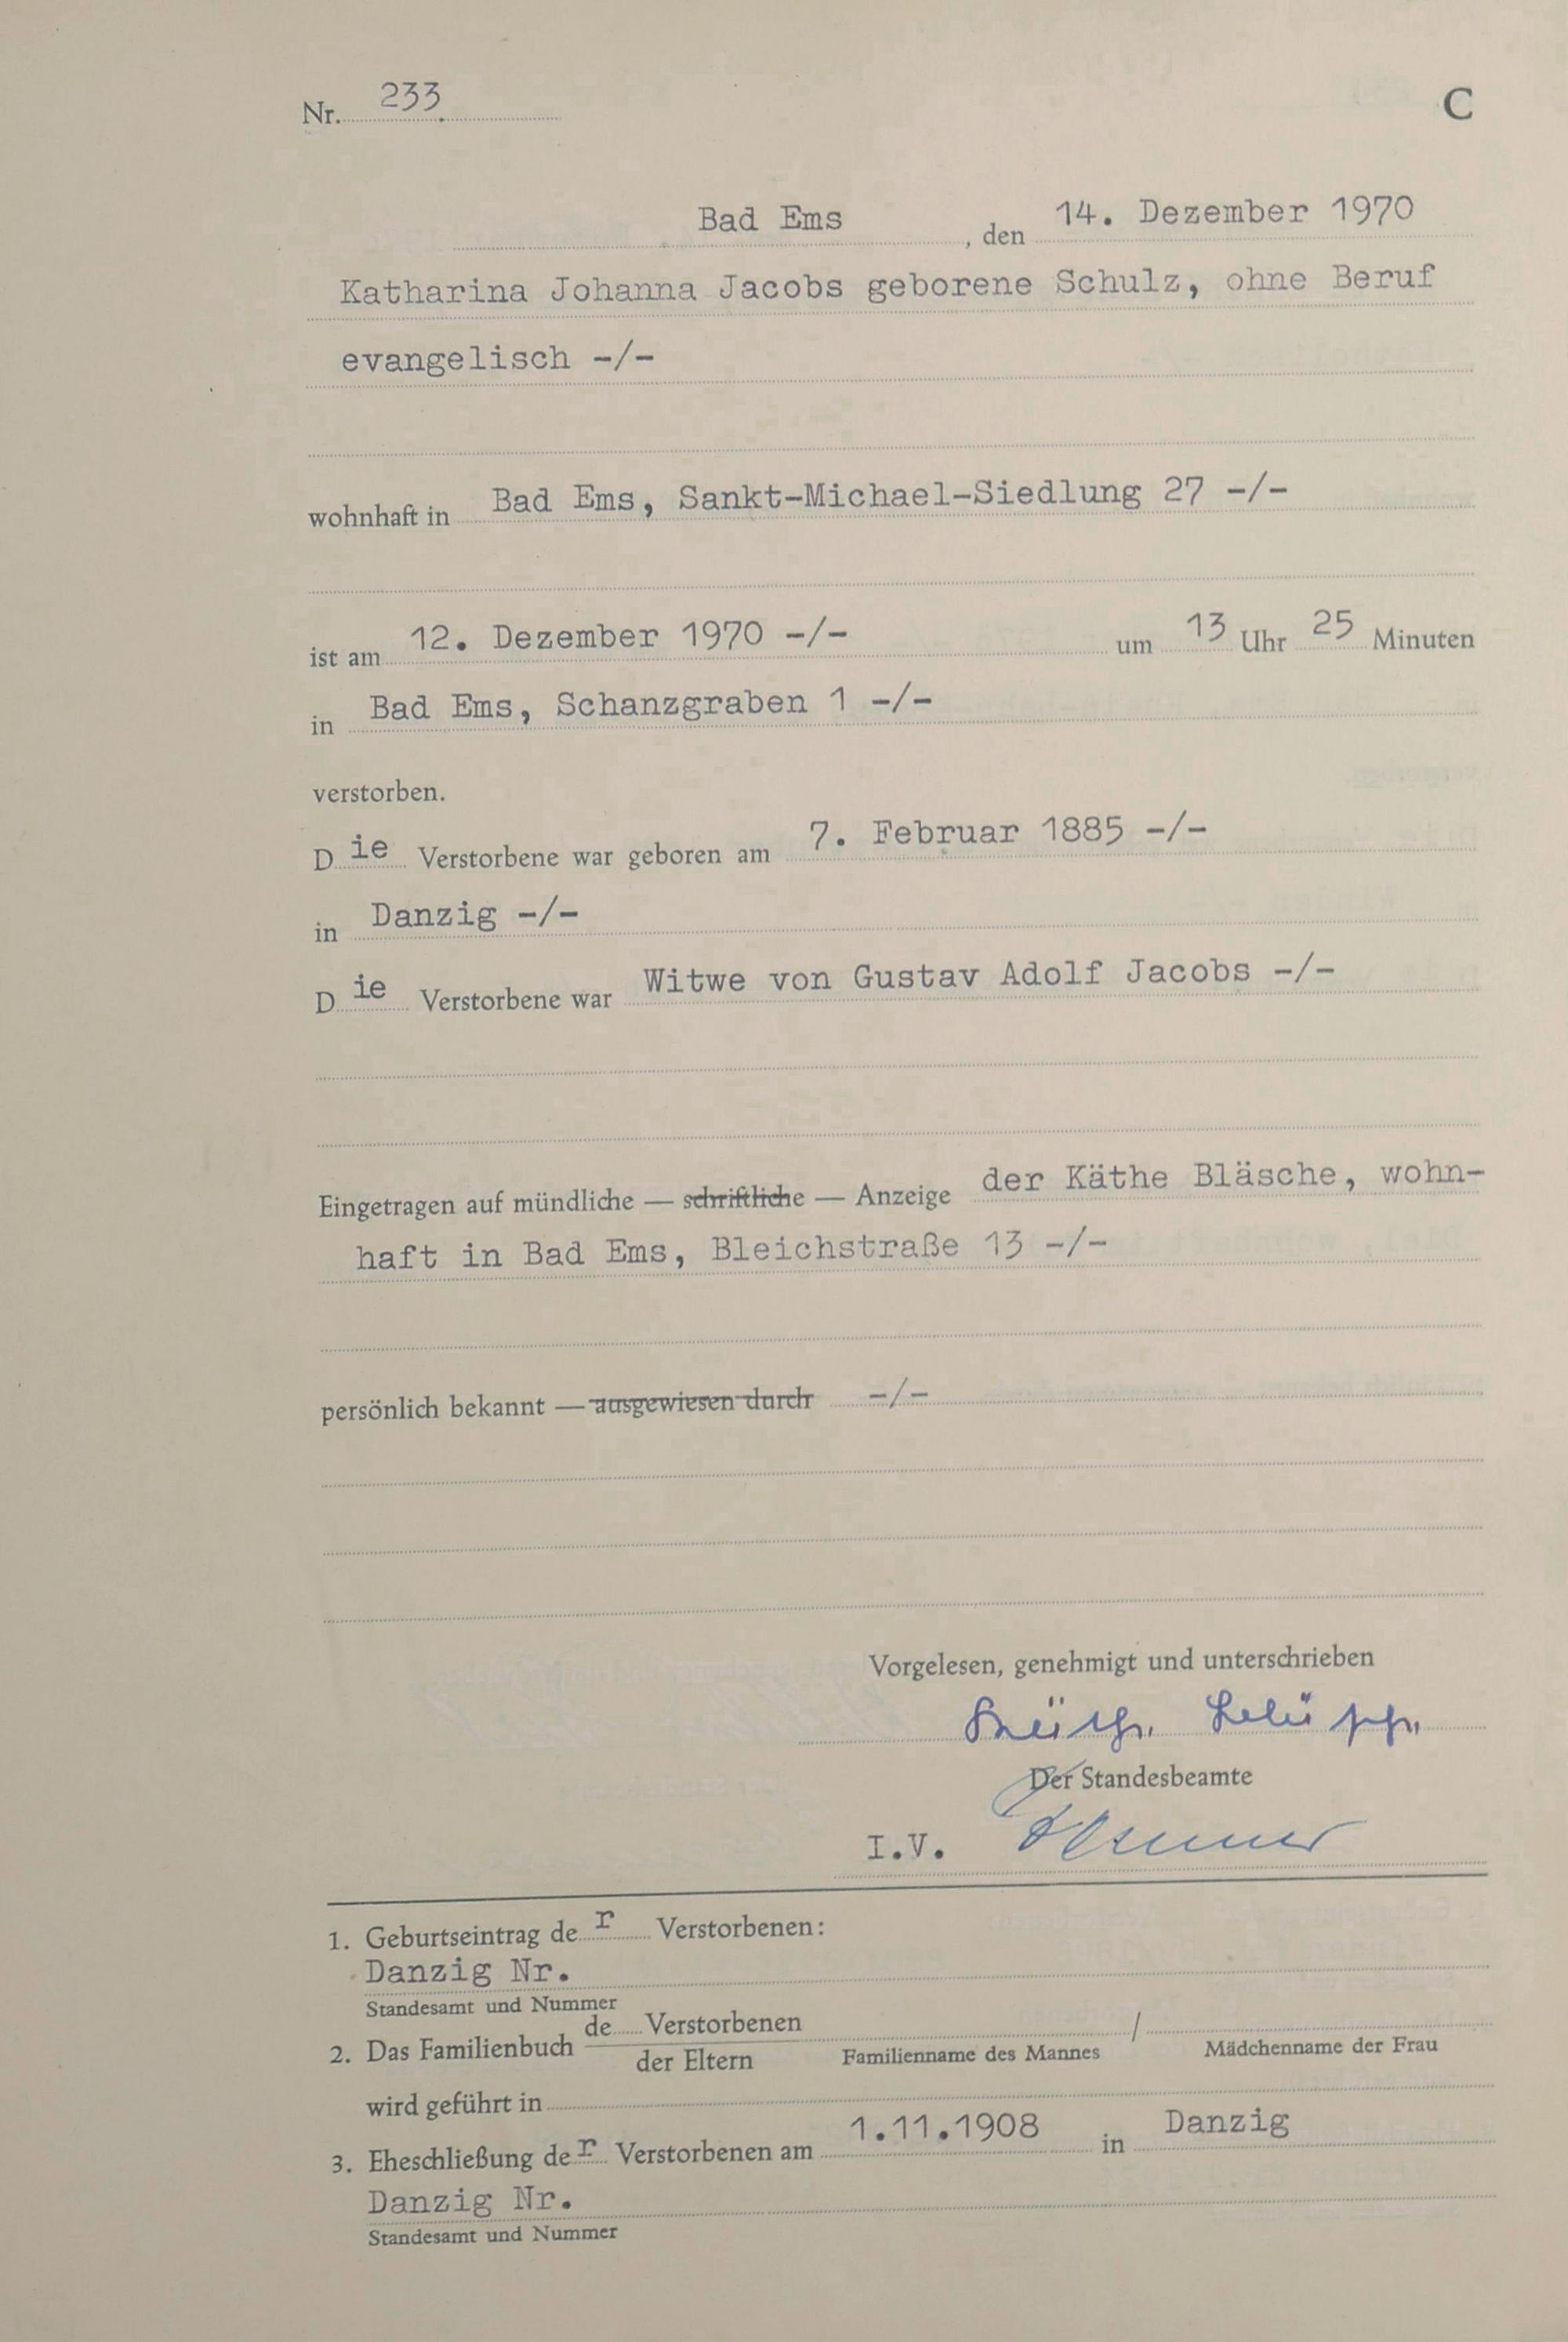 Nr. 233.
C
Bad Ems, den 14. Dezember 1970
Katharina Johanna Jacobs geborene Schulz, ohne Beruf
evangelisch -/-
wohnhaft in Bad Ems, Sankt-Michael-Siedlung 27 -/-
ist am 12. Dezember 1970 -/- um 13 Uhr 25 Minuten
in Bad Ems, Schanzgraben 1 -/-
verstorben.
Die Verstorbene war geboren am 7. Februar 1885 -/-
in Danzig -/-
Die Verstorbene war Witwe von Gustav Adolf Jacobs -/-
Eingetragen auf mündliche — schriftliche — Anzeige der Käthe Bläsche, wohn-
haft in Bad Ems, Bleichstraße 13 -/-
persönlich bekannt — ausgewiesen durch -/-
Vorgelesen, genehmigt und unterschrieben
Der Standesbeamte
I.V.
1. Geburtseintrag der Verstorbenen:
Danzig Nr.
Standesamt und Nummer
2. Das Familienbuch de Verstorbenen /
der Eltern Familienname des Mannes Mädchenname der Frau
wird geführt in
3. Eheschließung der Verstorbenen am 1.11.1908 in Danzig
Danzig Nr.
Standesamt und Nummer